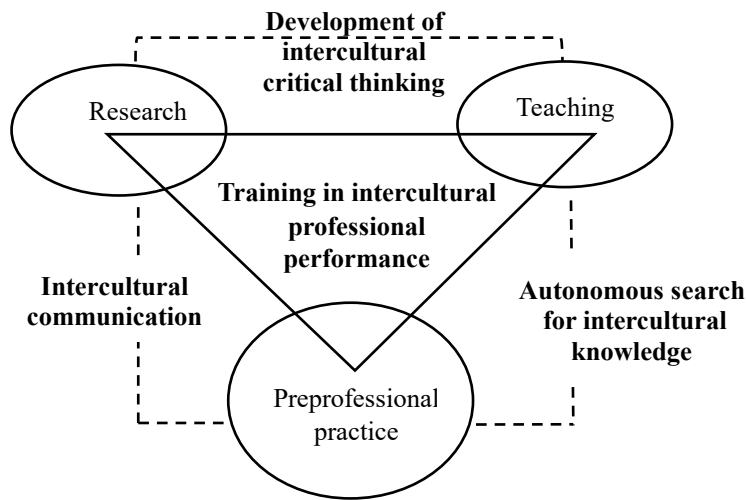 Development of
intercultural
critical thinking
Research
Teaching
Training in intercultural
professional
performance
Intercultural
communication
Autonomous search
for intercultural
knowledge
Preprofessional
practice